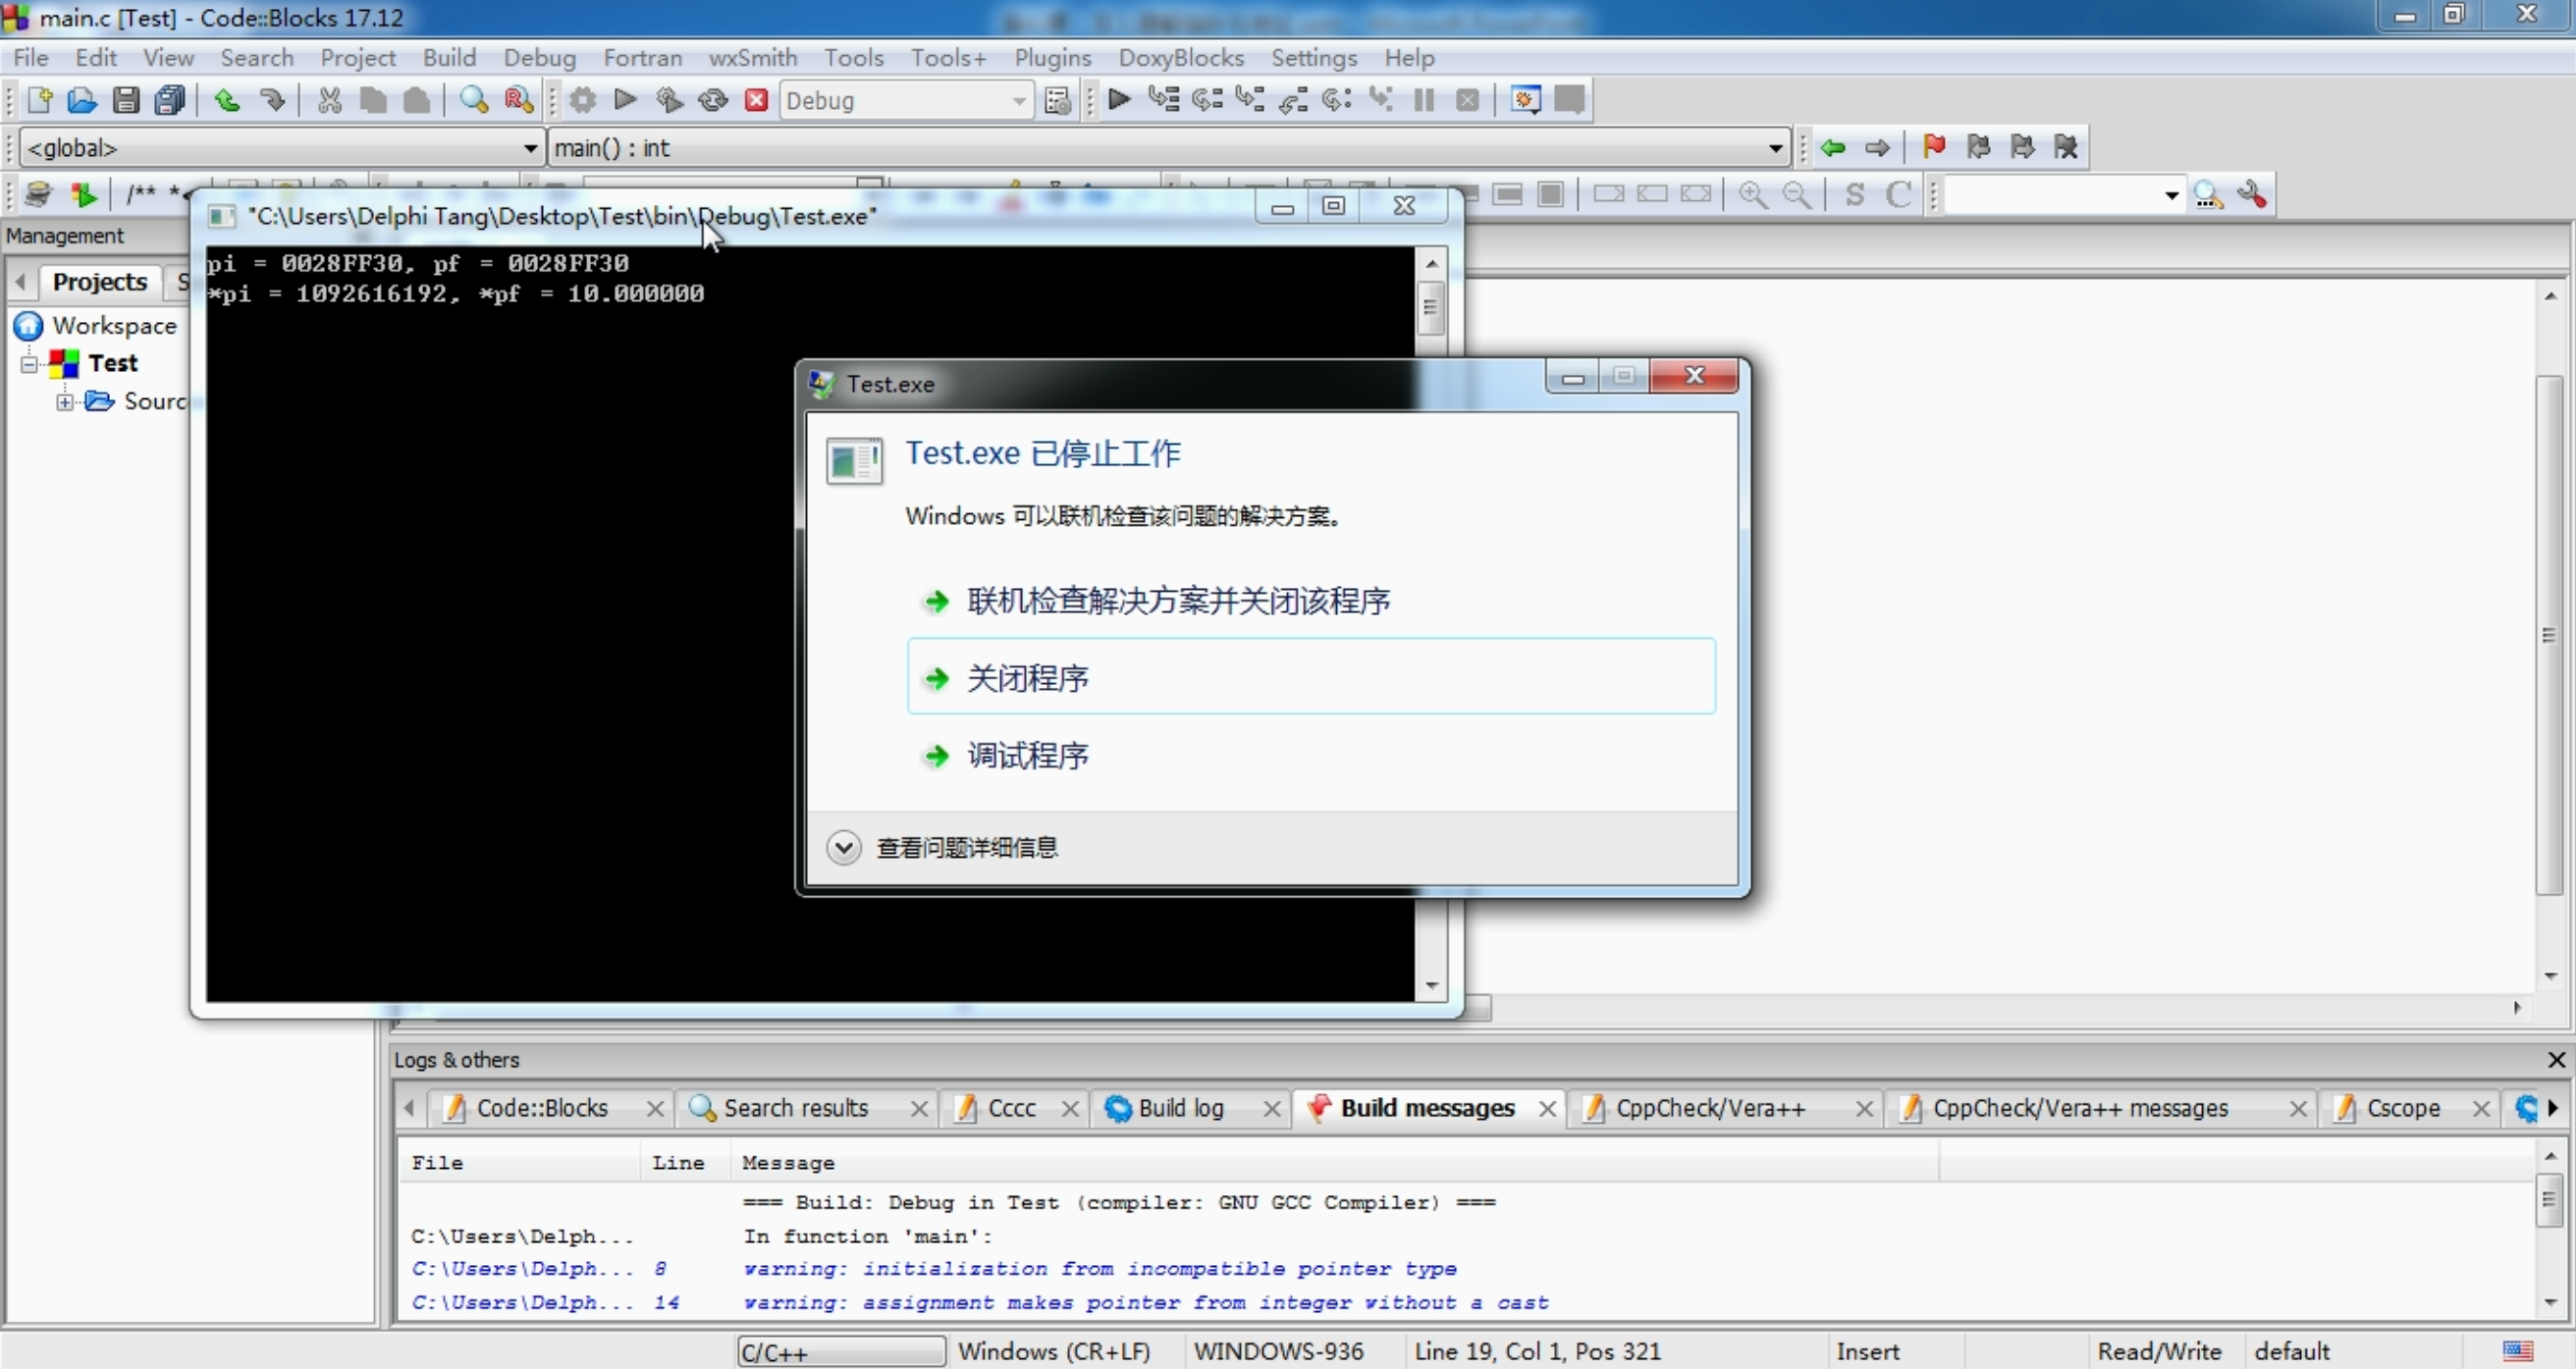 main.c [Test] - Code::Blocks 17.12
File Edit View Search Project Build Debug Fortran wxSmith Tools Tools+ Plugins DoxyBlocks Settings Help
Debug
<global> main() : int
/** *<
S C
Management
"C:\Users\Delphi Tang\Desktop\Test\bin\Debug\Test.exe"
Projects S
pi = 0028FF30, pf = 0028FF30
*pi = 1092616192, *pf = 10.000000
Workspace
Test
Sourc
Test.exe
Test.exe 已停止工作
Windows 可以联机检查该问题的解决方案。
联机检查解决方案并关闭该程序
关闭程序
调试程序
查看问题详细信息
Logs & others
Code::Blocks Search results Cccc Build log Build messages CppCheck/Vera++ CppCheck/Vera++ messages Cscope
File Line Message
=== Build: Debug in Test (compiler: GNU GCC Compiler) ===
C:\Users\Delph... In function 'main':
C:\Users\Delph... 8 warning: initialization from incompatible pointer type
C:\Users\Delph... 14 warning: assignment makes pointer from integer without a cast
C/C++ Windows (CR+LF) WINDOWS-936 Line 19, Col 1, Pos 321 Insert Read/Write default